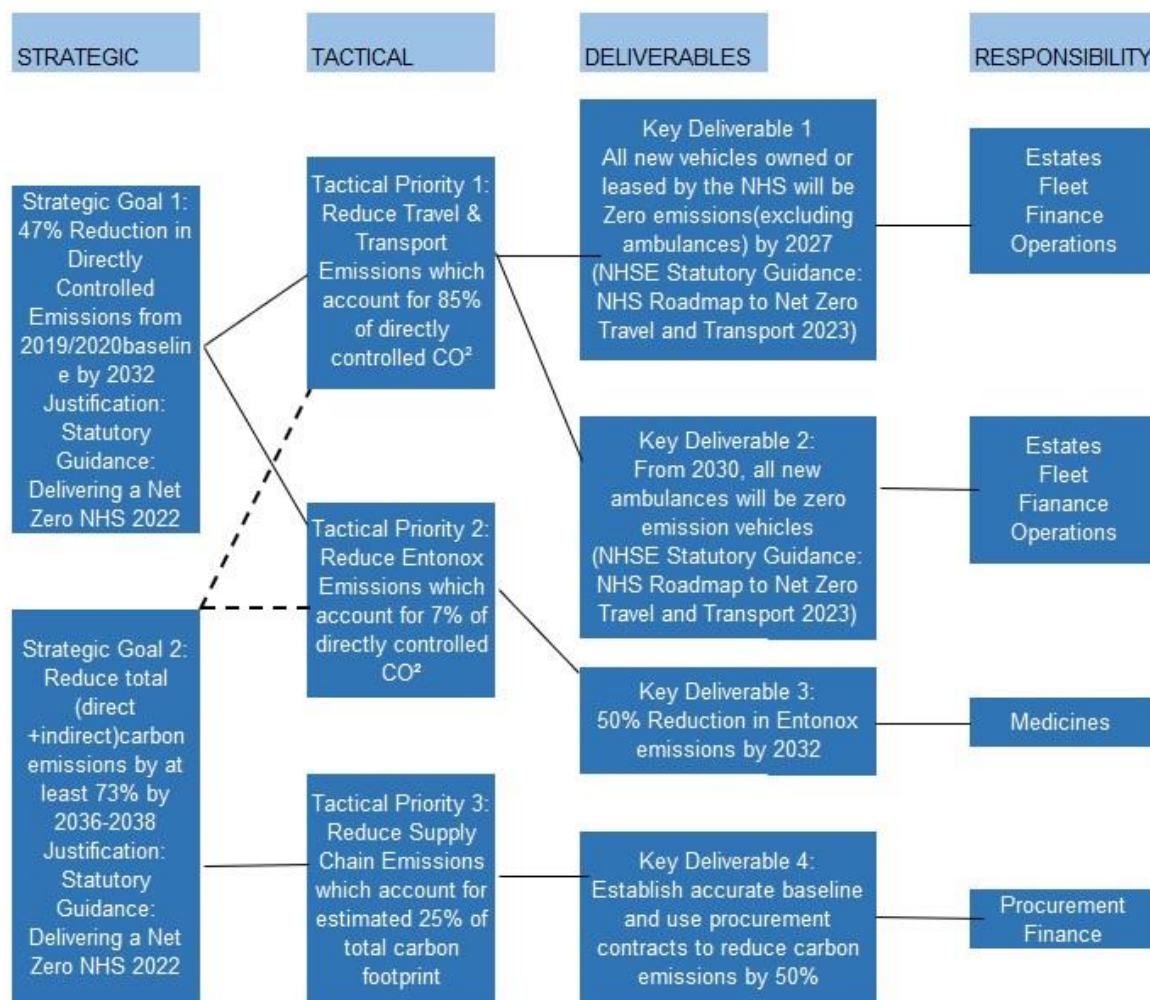 STRATEGIC
TACTICAL
DELIVERABLES
RESPONSIBILITY
Strategic Goal 1:
47% Reduction in
Directly
Controlled
Emissions from
2019/2020baselin
e by 2032
Justification:
Statutory
Guidance:
Delivering a Net
Zero NHS 2022
Strategic Goal 2:
Reduce total
(direct
+indirect)carbon
emissions by at
least 73% by
2036-2038
Justification:
Statutory
Guidance:
Delivering a Net
Zero NHS 2022
Tactical Priority 1:
Reduce Travel &
Transport
Emissions which
account for 85%
of directly
controlled CO²
Tactical Priority 2:
Reduce Entonox
Emissions which
account for 7% of
directly controlled
CO²
Tactical Priority 3:
Reduce Supply
Chain Emissions
which account for
estimated 25% of
total carbon
footprint
Key Deliverable 1
All new vehicles owned or
leased by the NHS will be
Zero emissions(excluding
ambulances) by 2027
(NHSE Statutory Guidance:
NHS Roadmap to Net Zero
Travel and Transport 2023)
Key Deliverable 2:
From 2030, all new
ambulances will be zero
emission vehicles
(NHSE Statutory Guidance:
NHS Roadmap to Net Zero
Travel and Transport 2023)
Key Deliverable 3:
50% Reduction in Entonox
emissions by 2032
Key Deliverable 4:
Establish accurate baseline
and use procurement
contracts to reduce carbon
emissions by 50%
Estates
Fleet
Finance
Operations
Estates
Fleet
Fianance
Operations
Medicines
Procurement
Finance